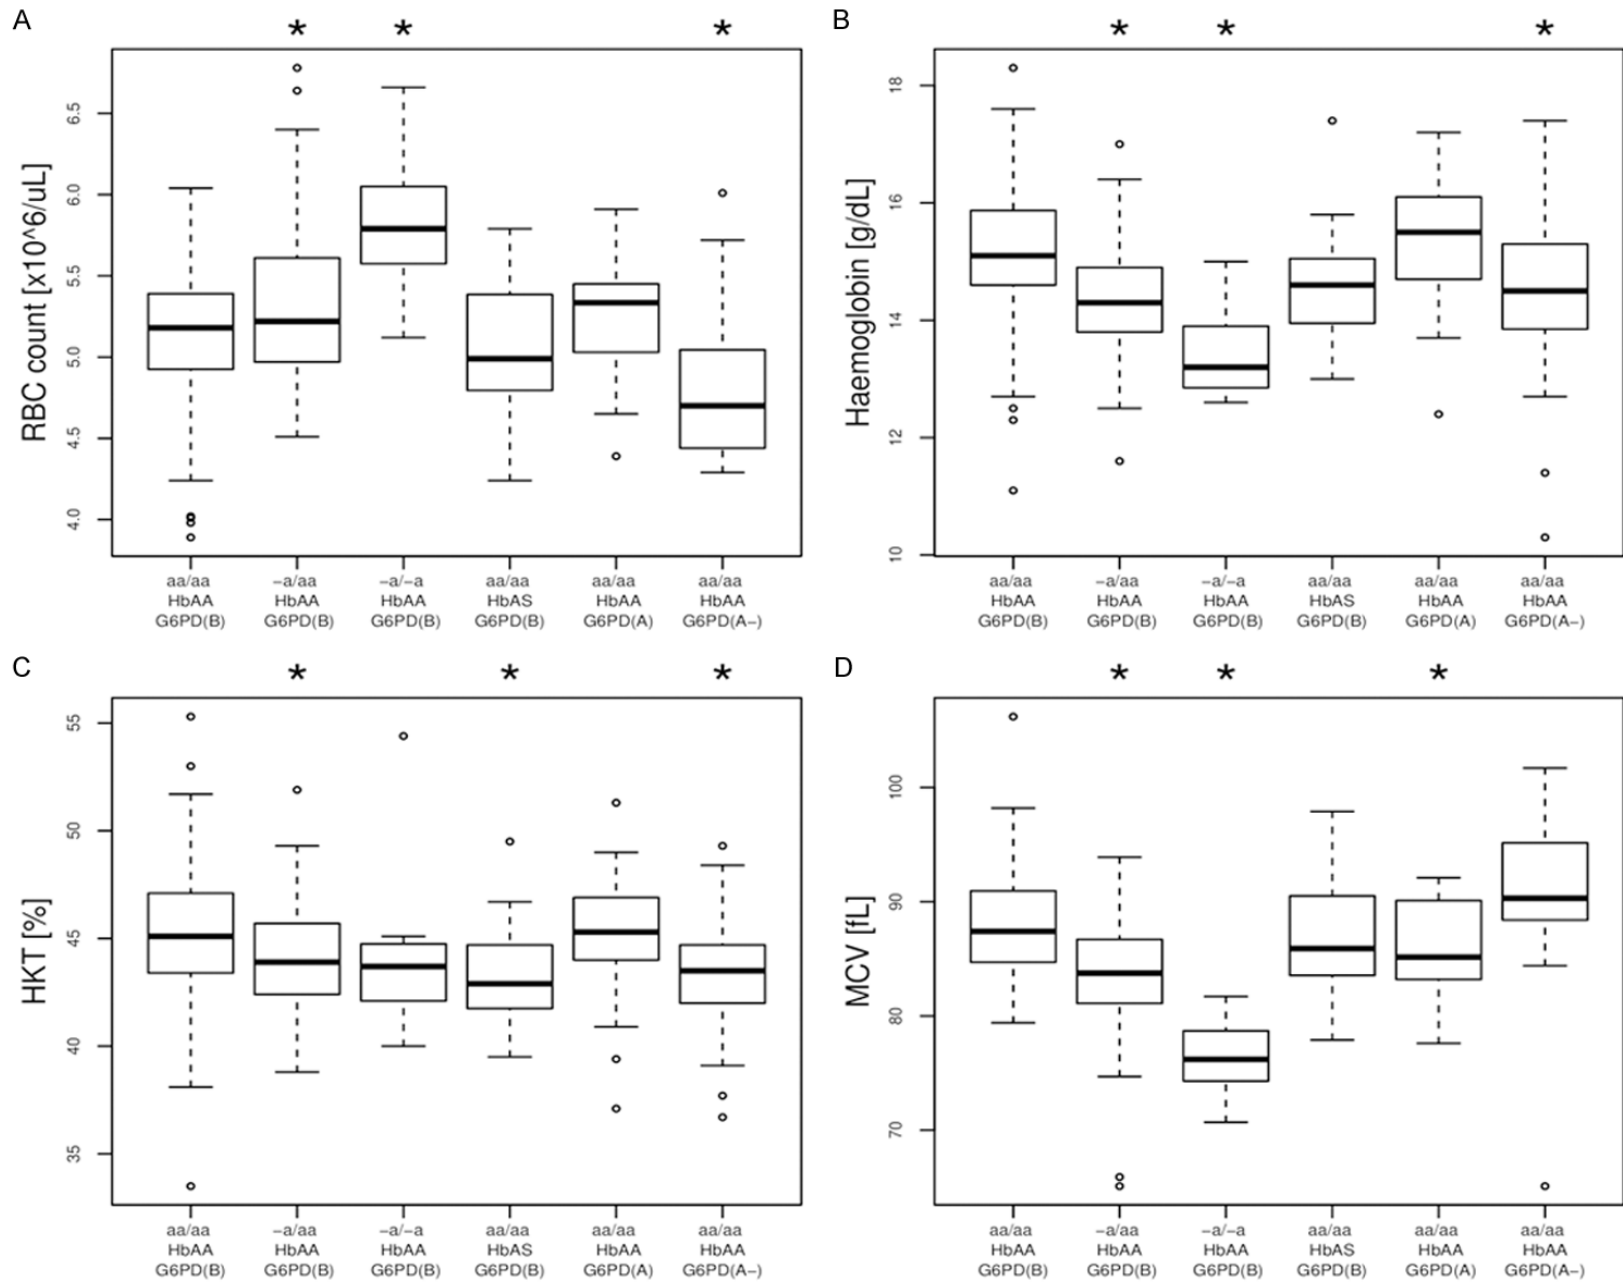 A
* * *
RBC count [x10^6/uL]
6.5
6.0
5.5
5.0
4.5
4.0
aa/aa −a/aa −a/−a aa/aa aa/aa aa/aa
HbAA HbAA HbAA HbAS HbAA HbAA
G6PD(B) G6PD(B) G6PD(B) G6PD(B) G6PD(A) G6PD(A−)
B
* * *
Haemoglobin [g/dL]
18
16
14
12
10
aa/aa −a/aa −a/−a aa/aa aa/aa aa/aa
HbAA HbAA HbAA HbAS HbAA HbAA
G6PD(B) G6PD(B) G6PD(B) G6PD(B) G6PD(A) G6PD(A−)
C
* * *
HKT [%]
55
50
45
40
35
aa/aa −a/aa −a/−a aa/aa aa/aa aa/aa
HbAA HbAA HbAA HbAS HbAA HbAA
G6PD(B) G6PD(B) G6PD(B) G6PD(B) G6PD(A) G6PD(A−)
D
* * *
MCV [fL]
100
90
80
70
aa/aa −a/aa −a/−a aa/aa aa/aa aa/aa
HbAA HbAA HbAA HbAS HbAA HbAA
G6PD(B) G6PD(B) G6PD(B) G6PD(B) G6PD(A) G6PD(A−)